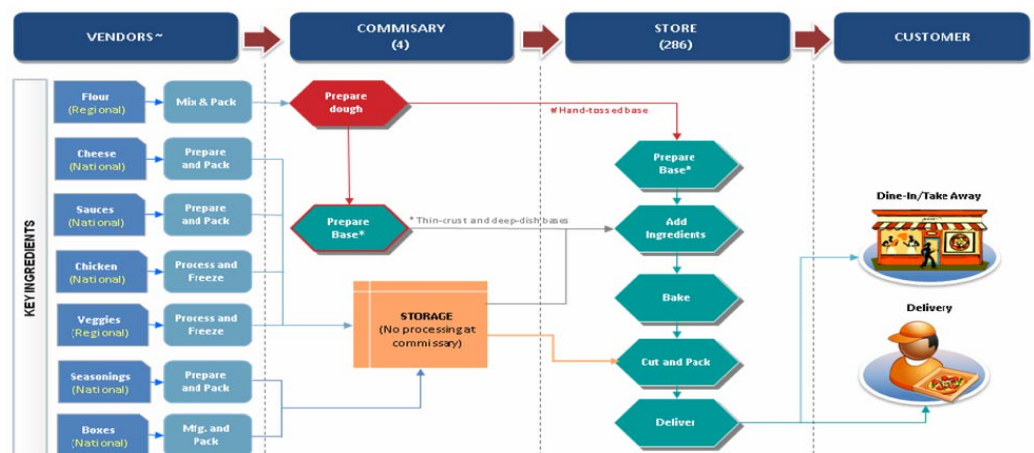 VENDORS ~
COMMISARY
(4)
STORE
(286)
CUSTOMER
KEY INGREDIENTS
Flour
(Regional)
Mix & Pack
Prepare
dough
# Hand-tossed base
Cheese
(National)
Prepare
and Pack
Prepare
Base*
Sauces
(National)
Prepare
and Pack
Prepare
Base*
* Thin-crust and deep-dish bases
Add
Ingredients
Dine-In/Take Away
Chicken
(National)
Process and
Freeze
Bake
Veggies
(Regional)
Process and
Freeze
STORAGE
(No processing at
commissary)
Delivery
Cut and Pack
Seasonings
(National)
Prepare
and Pack
Deliver
Boxes
(National)
Mfg. and
Pack